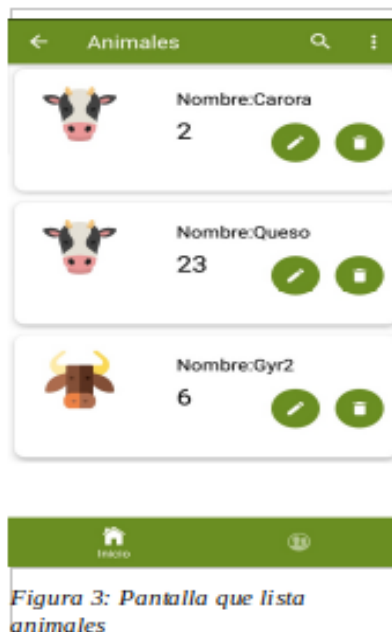 Animales
Nombre:Carora
2
Nombre:Queso
23
Nombre:Gyr2
6
Inicio
Figura 3: Pantalla que lista
animales